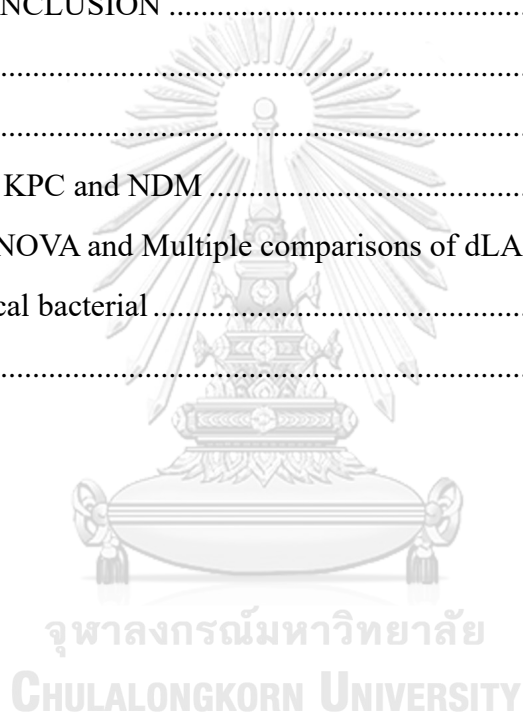 NCLUSION ........................................
........................................................
........................................................
KPC and NDM ........................................
NOVA and Multiple comparisons of dLA
cal bacterial ........................................
........................................................
จุฬาลงกรณ์มหาวิทยาลัย
CHULALONGKORN UNIVERSITY